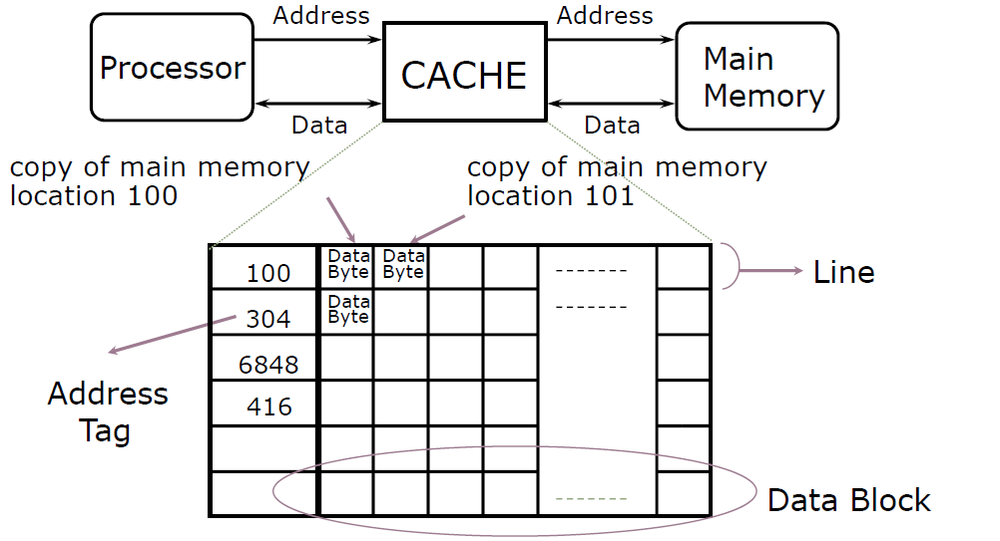 Address
Address
Processor
CACHE
Main
Memory
Data
Data
copy of main memory
location 100
copy of main memory
location 101
100
Data
Byte
Data
Byte
-------
Line
304
Data
Byte
-------
6848
416
Address
Tag
-------
Data Block